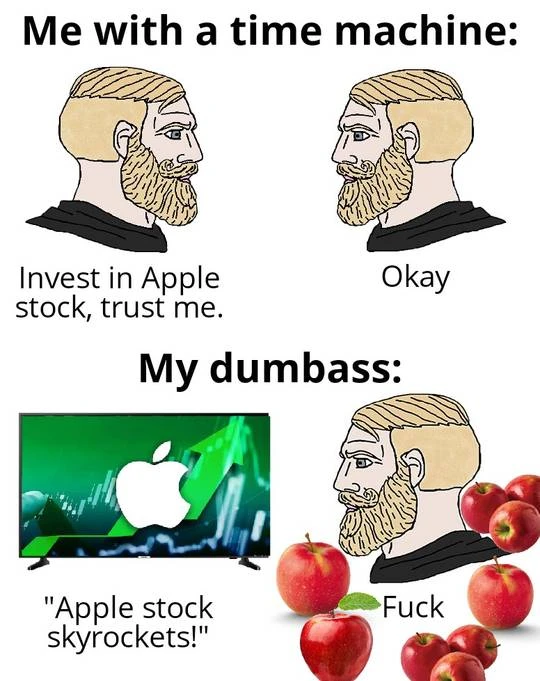 Me with a time machine:
Invest in Apple
stock, trust me.
Okay
My dumbass:
"Apple stock
skyrockets!"
Fuck